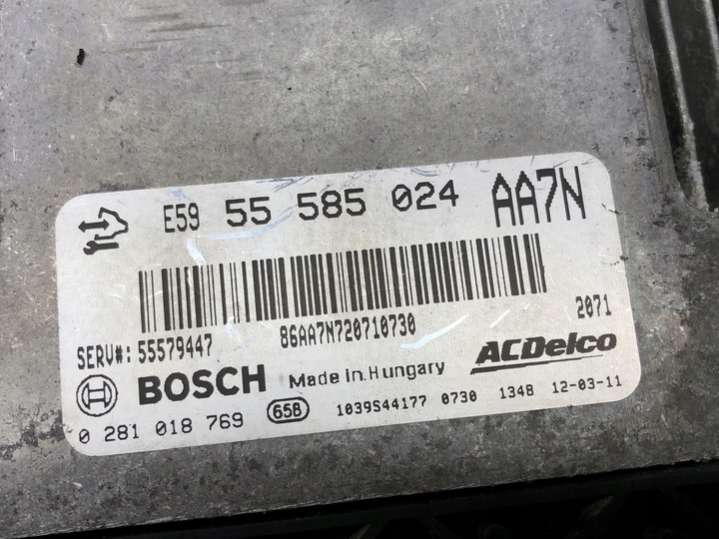 E59 55 585 024 AA7N
86AA7N720710730 2071
SERV#: 55579447
BOSCH Made in Hungary ACDelco
0 281 018 769 658 1039S44177 0730 1348 12-03-11